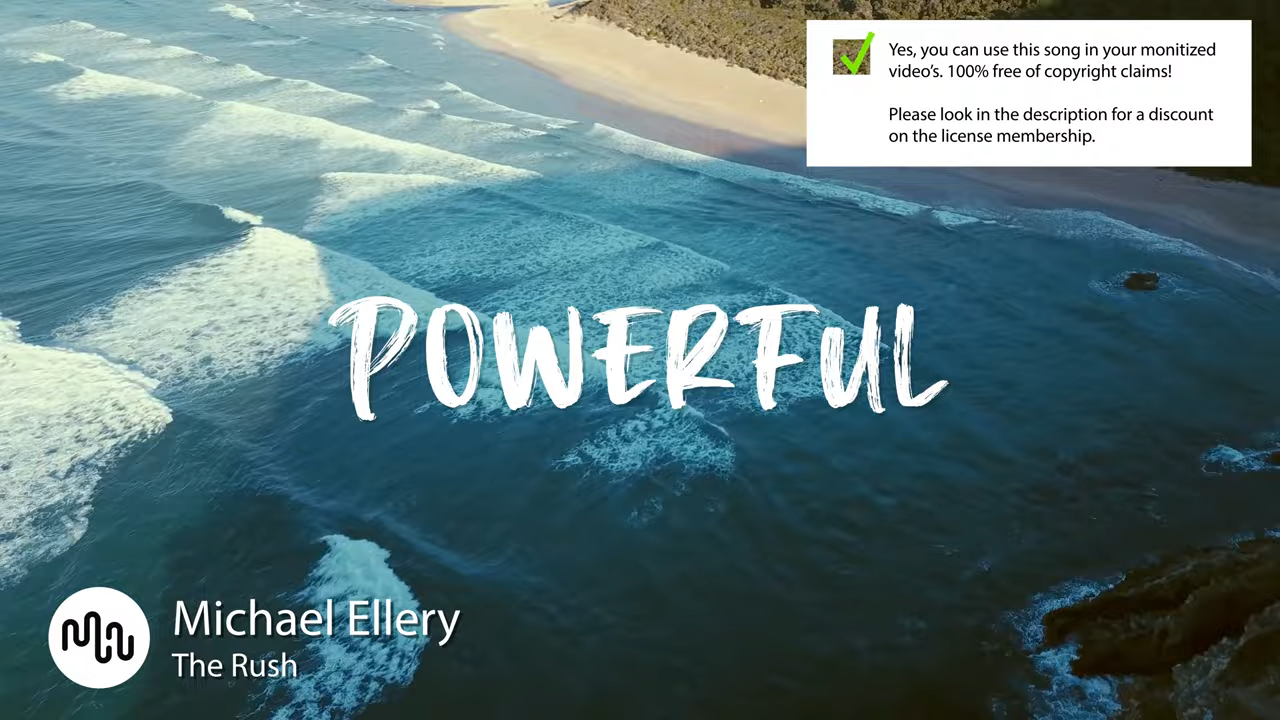 Yes, you can use this song in your monitized
video's. 100% free of copyright claims!
Please look in the description for a discount
on the license membership.
POWERFUL
Michael Ellery
The Rush